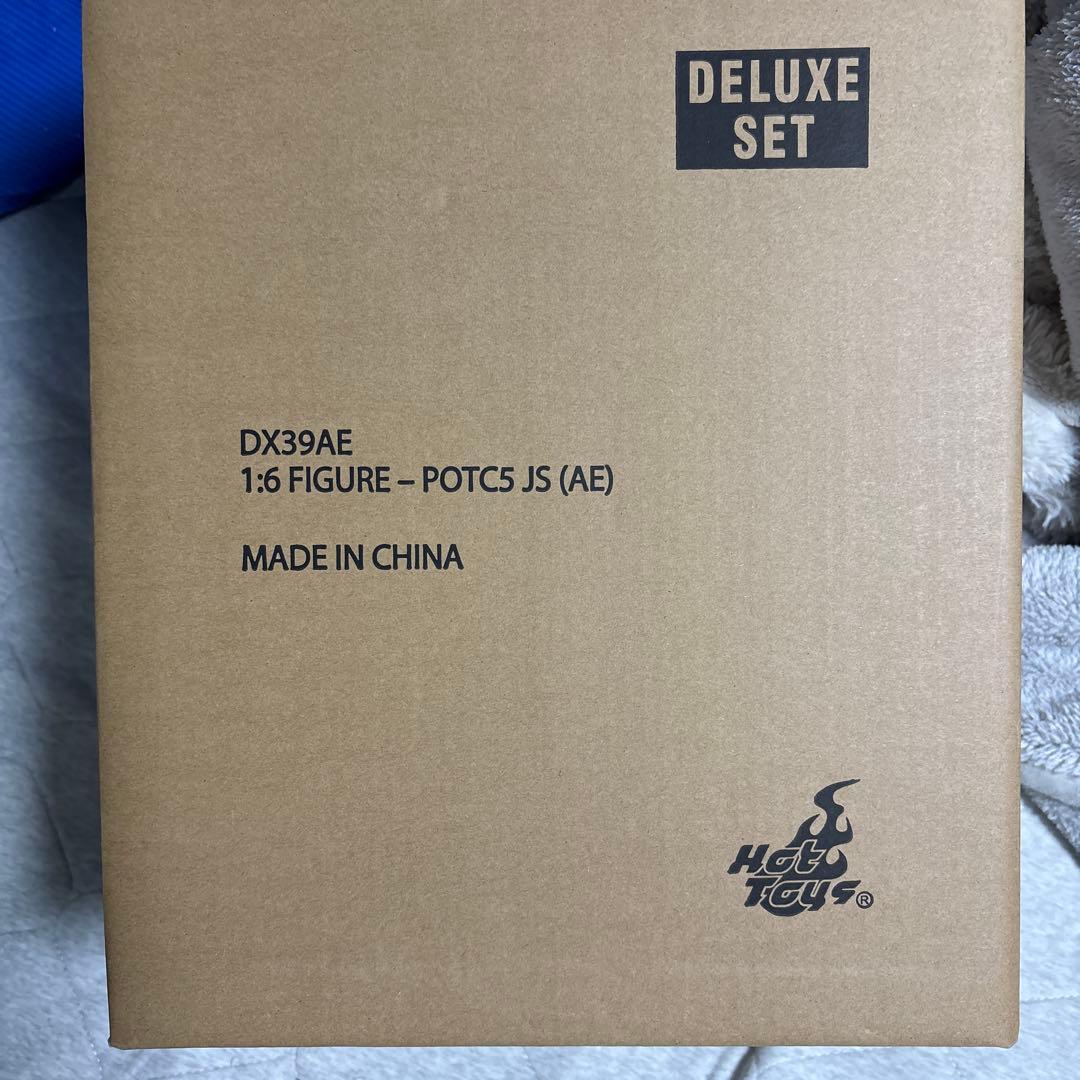 DELUXE
SET
DX39AE
1:6 FIGURE – POTC5 JS (AE)
MADE IN CHINA
Hot
Toys®